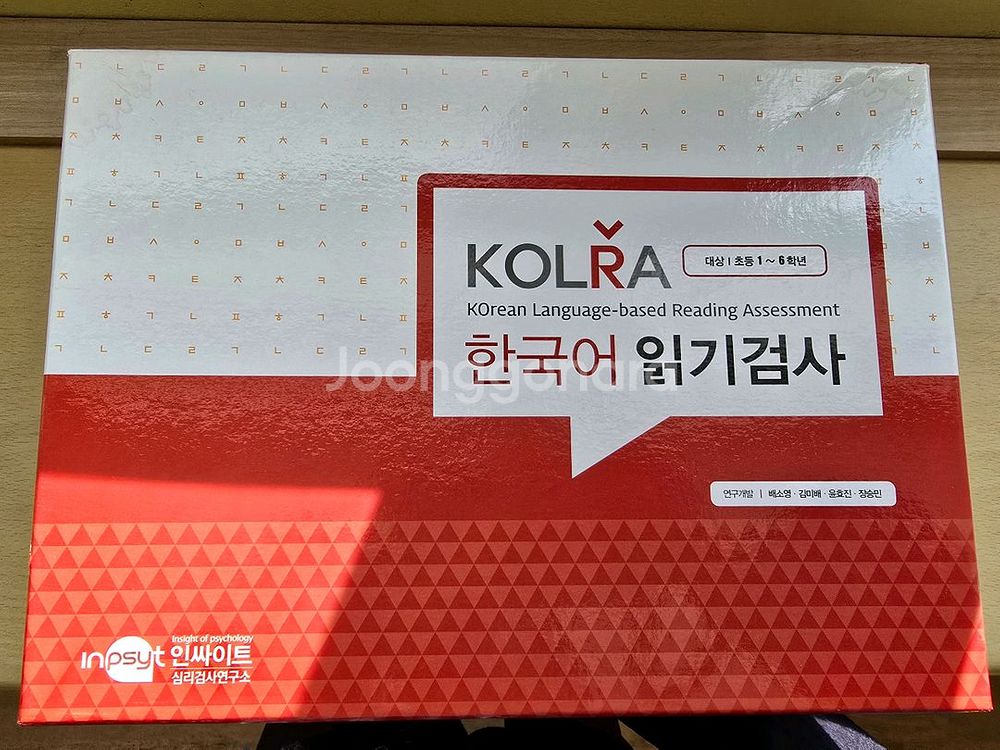 ㄱ ㄴ ㄷ ㄹ ㄱ ㄴ ㄷ ㄹ ㄱ ㄴ ㄷ ㄹ ㄱ ㄴ ㄷ ㄹ ㄱ ㄴ ㄷ ㄹ ㄱ ㄴ
ㅁ ㅂ ㅅ ㅇ ㅁ ㅂ ㅅ ㅇ ㅁ ㅂ ㅅ ㅇ ㅁ ㅂ ㅅ ㅇ ㅁ ㅂ ㅅ ㅇ ㅁ ㅂ
ㅈ ㅊ ㅋ ㅌ ㅈ ㅊ ㅋ ㅌ ㅈ ㅊ ㅋ ㅌ ㅈ ㅊ ㅋ ㅌ ㅈ ㅊ ㅋ ㅌ ㅈ ㅊ
ㅍ ㅎ ㄱ ㄴ ㅍ ㅎ ㄱ ㄴ ㅍ
ㄱ ㄴ ㄷ ㄹ ㄱ ㄴ ㄷ ㄹ ㄱ
ㅁ ㅂ ㅅ ㅇ ㅁ ㅂ ㅅ ㅇ ㅁ
ㅈ ㅊ ㅋ ㅌ ㅈ ㅊ ㅋ ㅌ ㅈ
ㅍ ㅎ ㄱ ㄴ ㅍ ㅎ ㄱ ㄴ ㅍ
ㄱ ㄴ ㄷ ㄹ ㄱ ㄴ ㄷ ㄹ ㄱ
KOLRA
대상 | 초등 1 ~ 6학년
KOrean Language-based Reading Assessment
한국어 읽기검사
Joonggonara
연구개발 | 배소영 · 김미배 · 윤효진 · 장승민
Insight of psychology
inpsyt 인싸이트
심리검사연구소